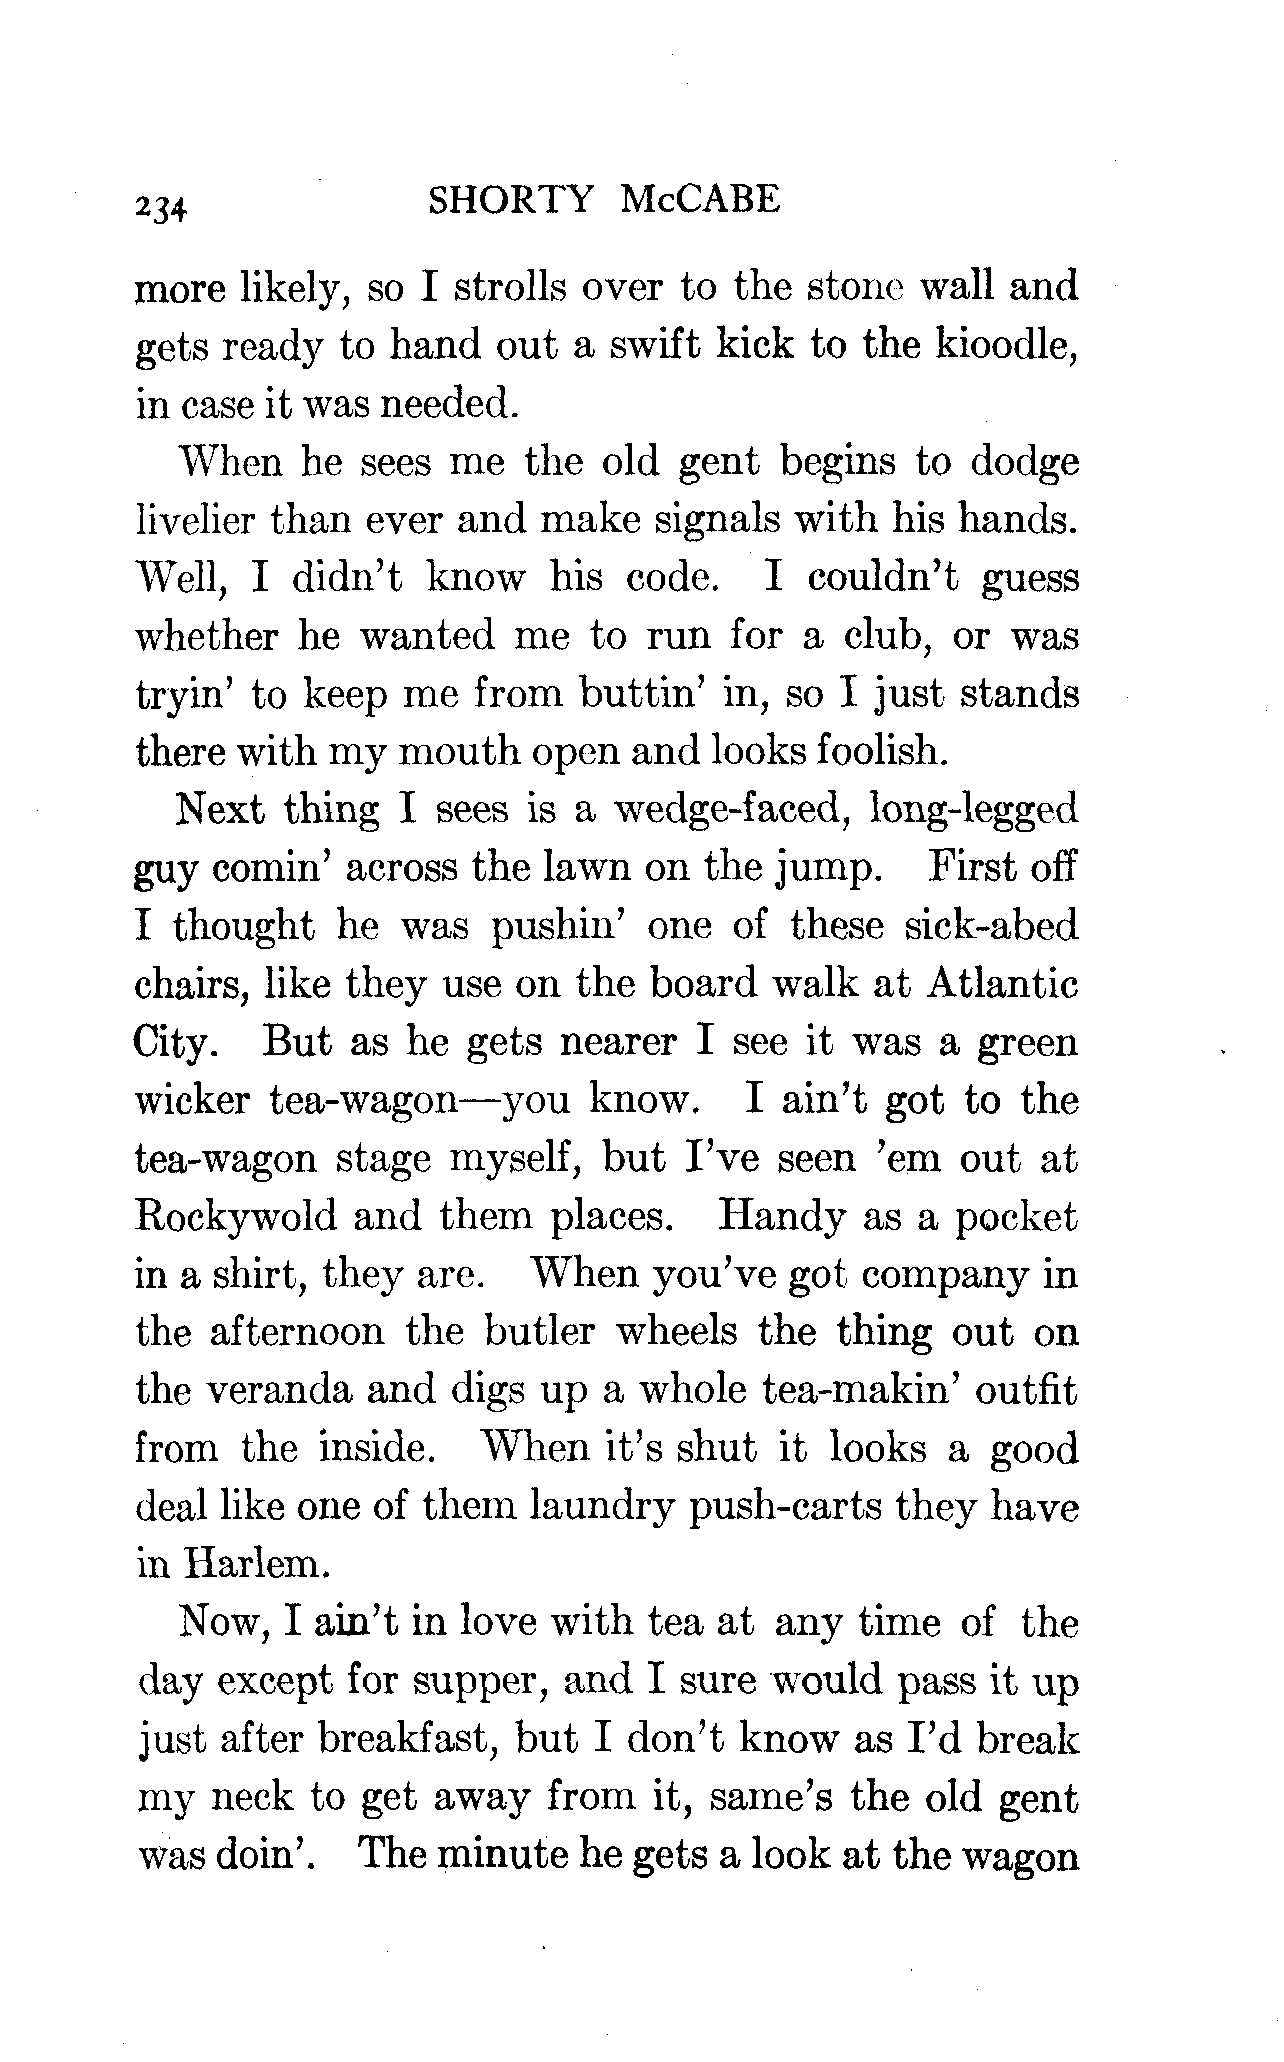 234 SHORTY McCABE
more likely, so I strolls over to the stone wall and
gets ready to hand out a swift kick to the kioodle,
in case it was needed.
When he sees me the old gent begins to dodge
livelier than ever and make signals with his hands.
Well, I didn't know his code. I couldn't guess
whether he wanted me to run for a club, or was
tryin' to keep me from buttin' in, so I just stands
there with my mouth open and looks foolish.
Next thing I sees is a wedge-faced, long-legged
guy comin' across the lawn on the jump. First off
I thought he was pushin' one of these sick-abed
chairs, like they use on the board walk at Atlantic
City. But as he gets nearer I see it was a green
wicker tea-wagon—you know. I ain't got to the
tea-wagon stage myself, but I've seen 'em out at
Rockywold and them places. Handy as a pocket
in a shirt, they are. When you've got company in
the afternoon the butler wheels the thing out on
the veranda and digs up a whole tea-makin' outfit
from the inside. When it's shut it looks a good
deal like one of them laundry push-carts they have
in Harlem.
Now, I ain't in love with tea at any time of the
day except for supper, and I sure would pass it up
just after breakfast, but I don't know as I'd break
my neck to get away from it, same's the old gent
was doin'. The minute he gets a look at the wagon